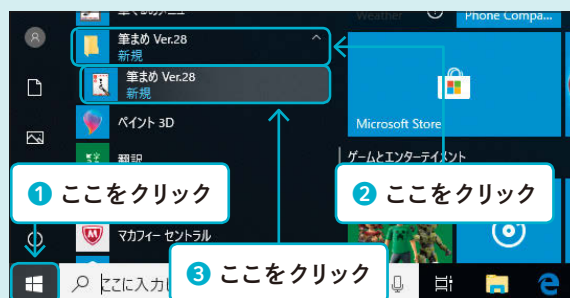 Weather
Phone Compa...
筆まめ Ver.28
新規
筆まめ Ver.28
新規
ペイント 3D
Microsoft Store
翻訳
ゲームとエンターテイメント
1 ここをクリック
2 ここをクリック
マカフィー セントラル
3 ここをクリック
ここに入力